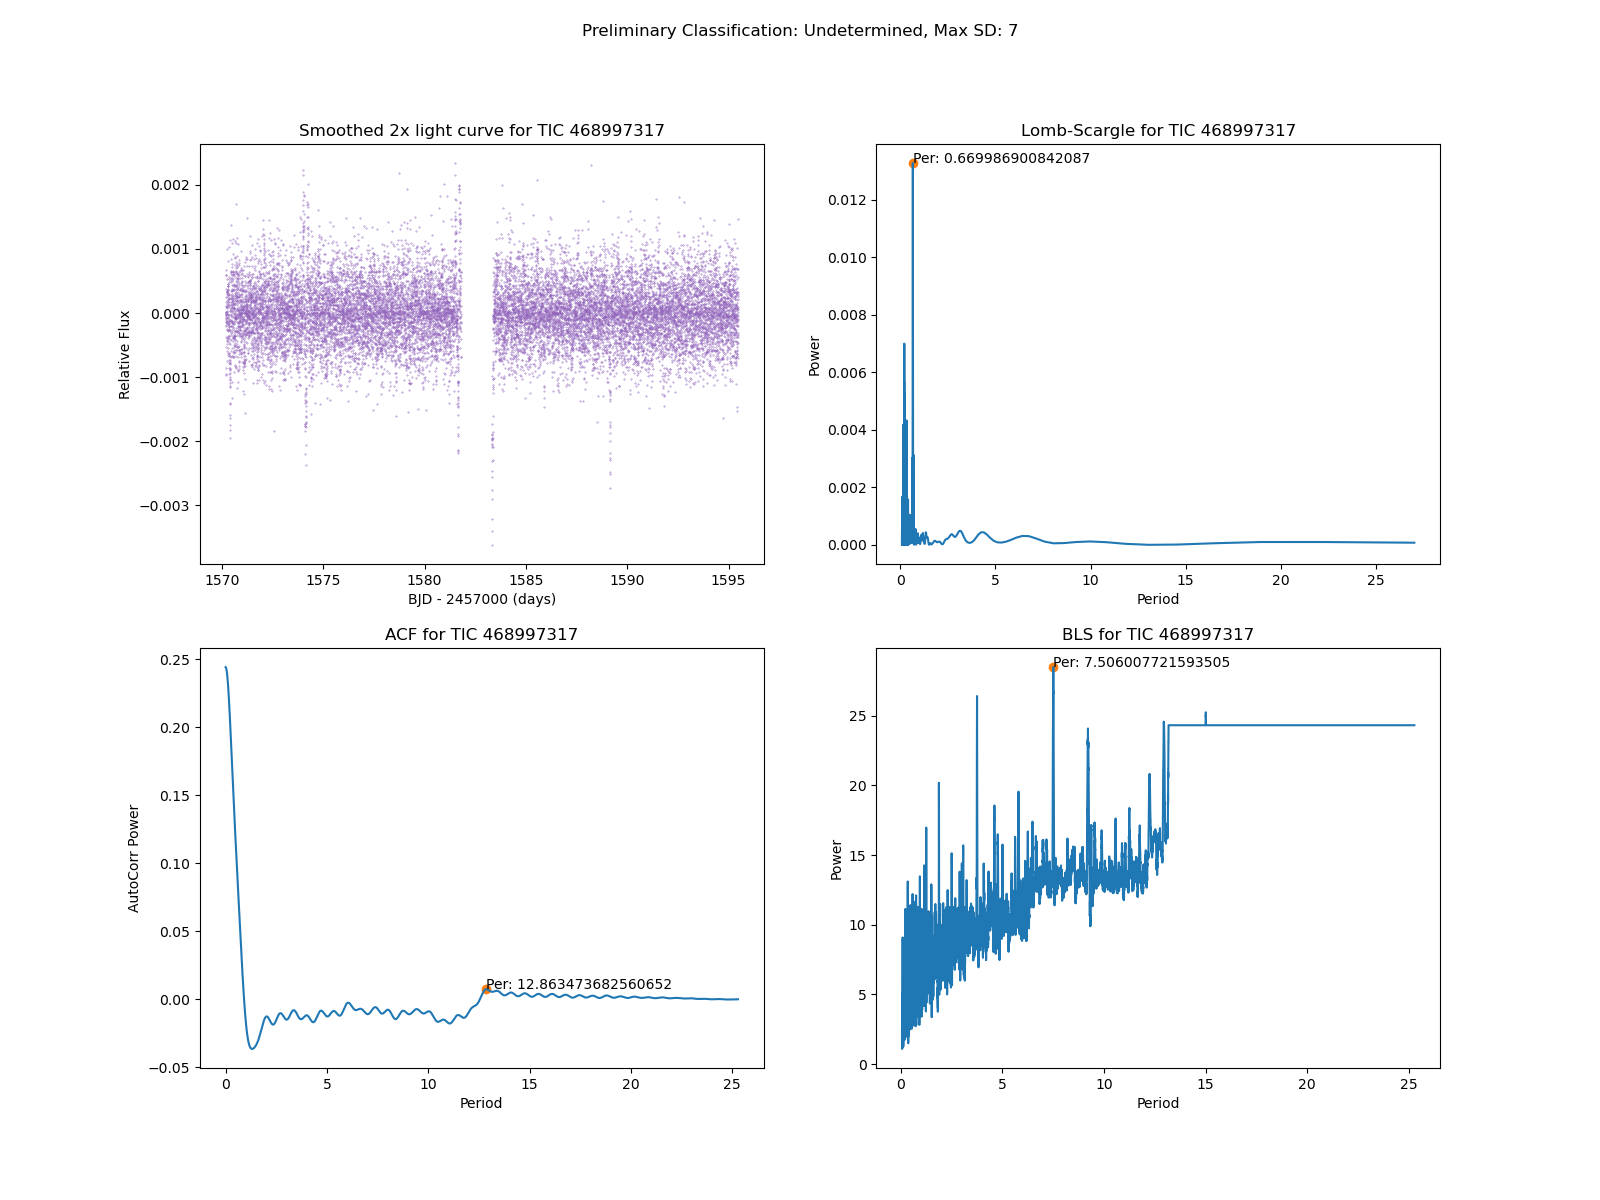 Preliminary Classification: Undetermined, Max SD: 7
Smoothed 2x light curve for TIC 468997317
0.002
0.001
0.000
−0.001
−0.002
−0.003
Relative Flux
1570 1575 1580 1585 1590 1595
BJD - 2457000 (days)
Lomb-Scargle for TIC 468997317
Per: 0.669986900842087
0.012
0.010
0.008
0.006
0.004
0.002
0.000
Power
0 5 10 15 20 25
Period
ACF for TIC 468997317
0.25
0.20
0.15
0.10
0.05
0.00
−0.05
AutoCorr Power
Per: 12.863473682560652
0 5 10 15 20 25
Period
BLS for TIC 468997317
Per: 7.506007721593505
25
20
15
10
5
0
Power
0 5 10 15 20 25
Period